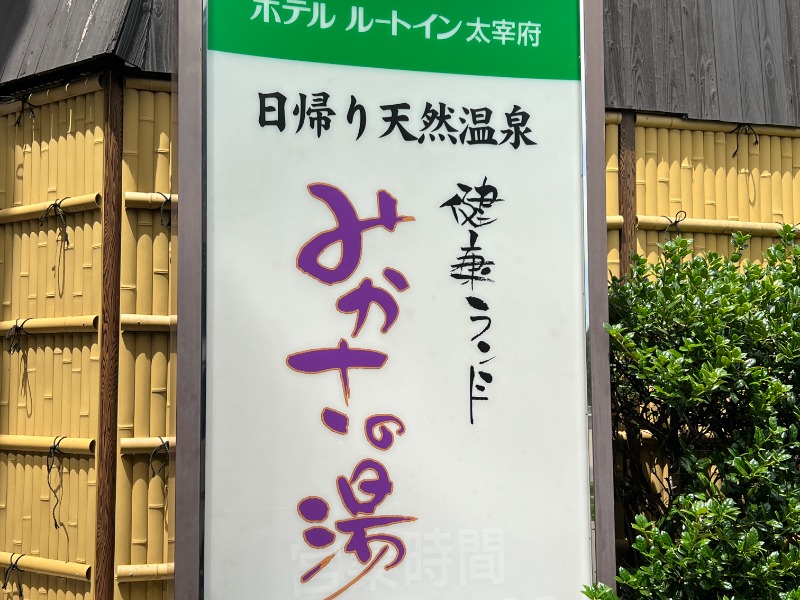 ホテル ルートイン太宰府
日帰り天然温泉
健康ランド
みかさの湯
営業時間